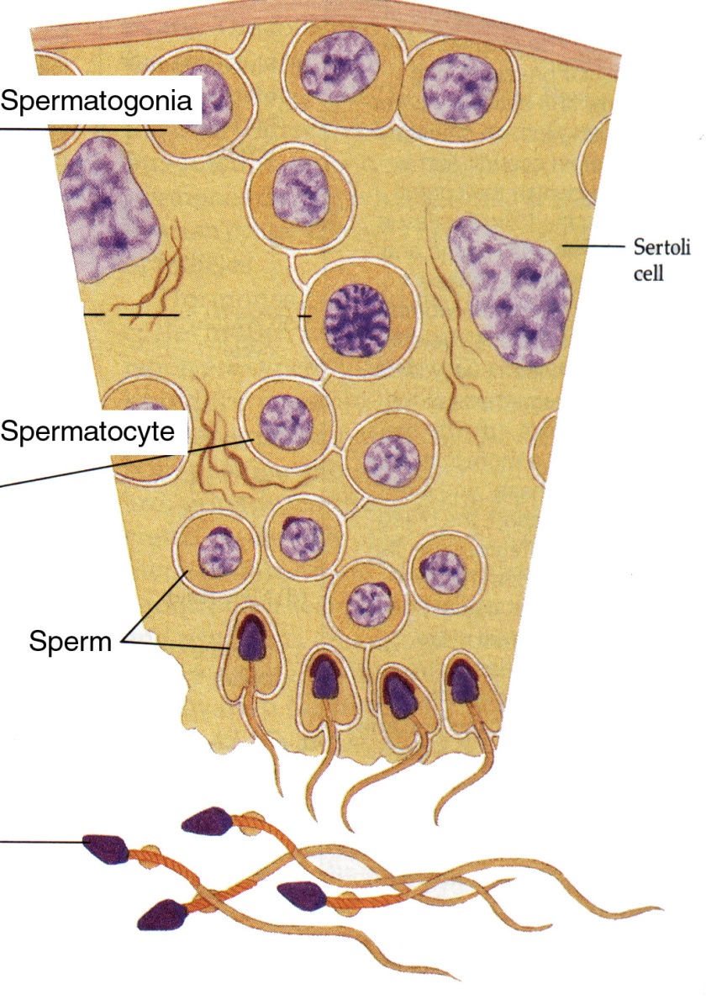 Spermatogonia
Sertoli
cell
Spermatocyte
Sperm